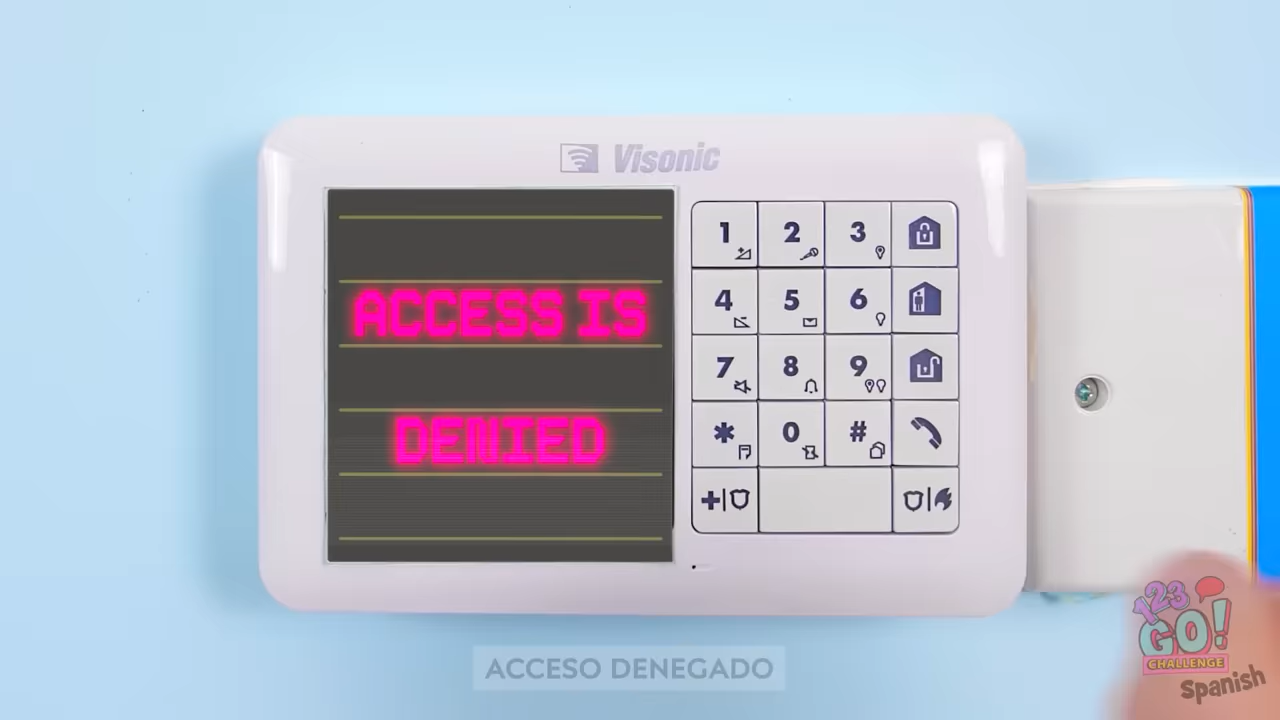 Visonic
ACCESS IS
DENIED
1 2 3
4 5 6
7 8 9
* 0 #
+|
|
ACCESO DENEGADO
123
GO!
CHALLENGE
Spanish